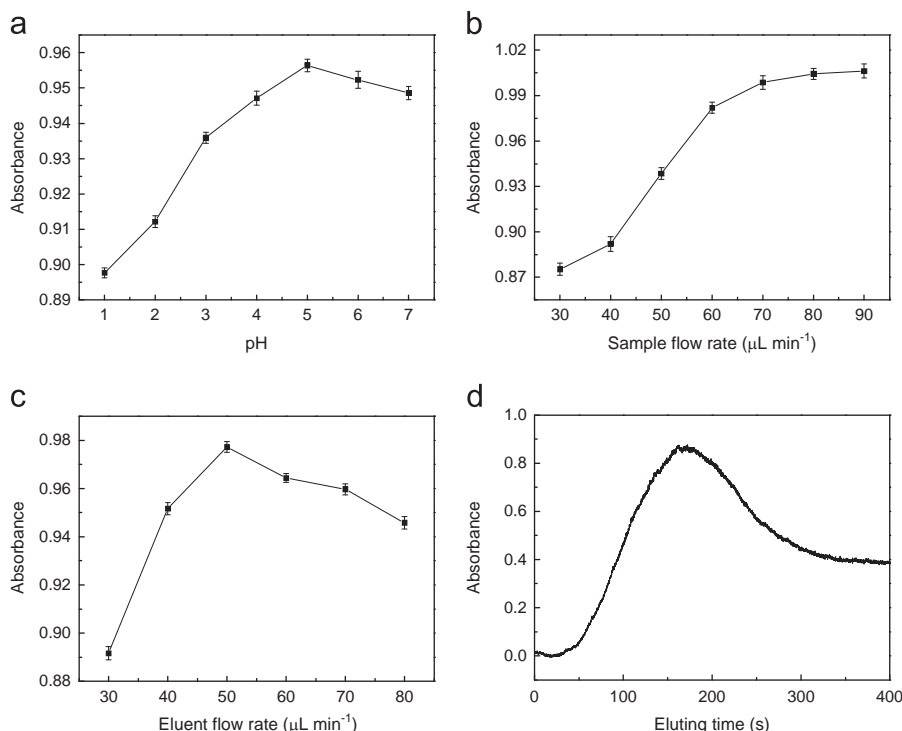 a
0.96
0.95
0.93
0.91
0.90
0.89
1 2 3 4 5 6 7
Absorbance
pH
b
1.02
0.99
0.96
0.93
0.90
0.87
30 40 50 60 70 80 90
Absorbance
Sample flow rate (μL min⁻¹)
c
0.98
0.96
0.94
0.92
0.90
0.88
30 40 50 60 70 80
Absorbance
Eluent flow rate (μL min⁻¹)
d
1.0
0.8
0.6
0.4
0.2
0.0
0 100 200 300 400
Absorbance
Eluting time (s)